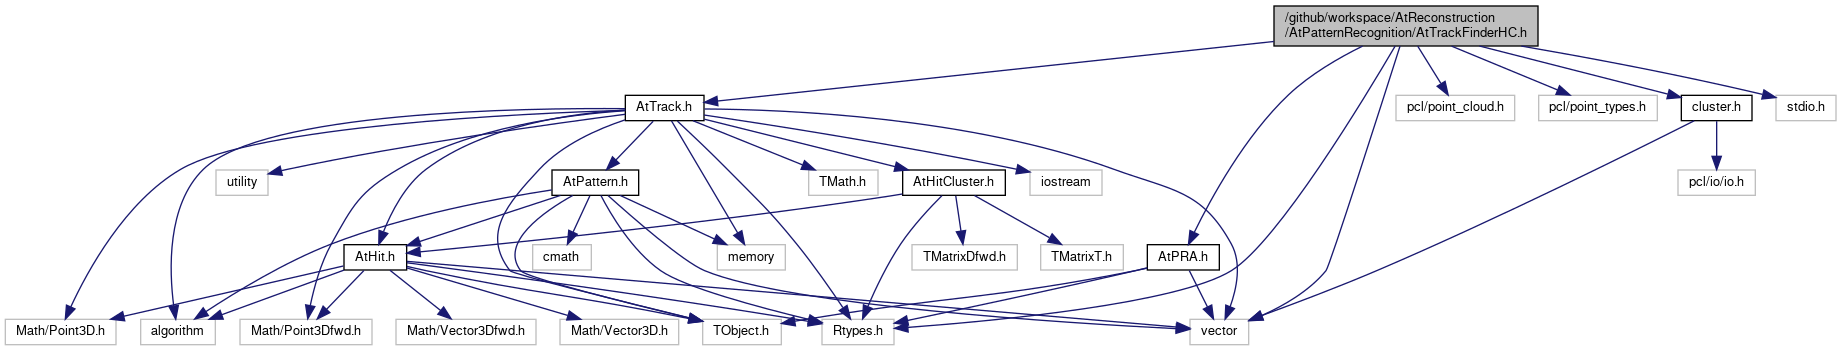 /github/workspace/AtReconstruction
/AtPatternRecognition/AtTrackFinderHC.h
AtTrack.h
pcl/point_cloud.h
pcl/point_types.h
cluster.h
stdio.h
utility
AtPattern.h
TMath.h
AtHitCluster.h
iostream
pcl/io/io.h
AtHit.h
cmath
memory
TMatrixDfwd.h
TMatrixT.h
AtPRA.h
Math/Point3D.h
algorithm
Math/Point3Dfwd.h
Math/Vector3Dfwd.h
Math/Vector3D.h
TObject.h
Rtypes.h
vector